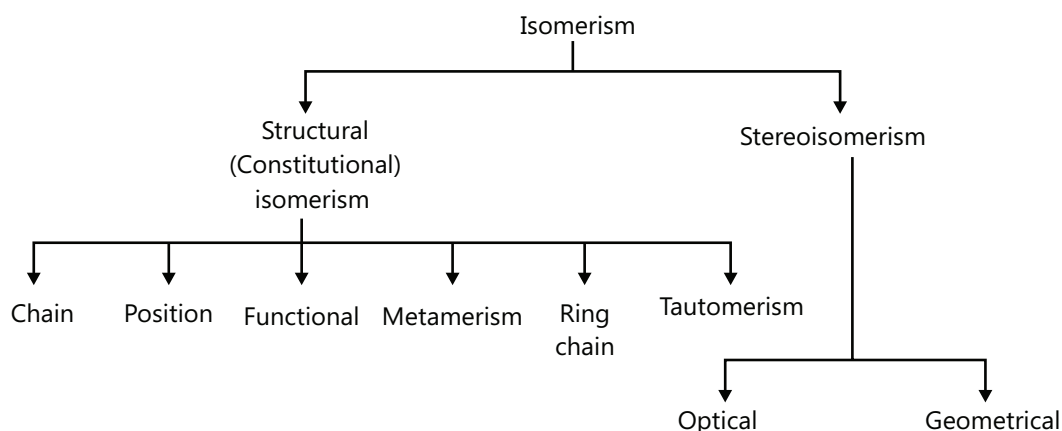 Isomerism
Structural
(Constitutional)
isomerism
Stereoisomerism
Chain
Position
Functional
Metamerism
Ring
chain
Tautomerism
Optical
Geometrical